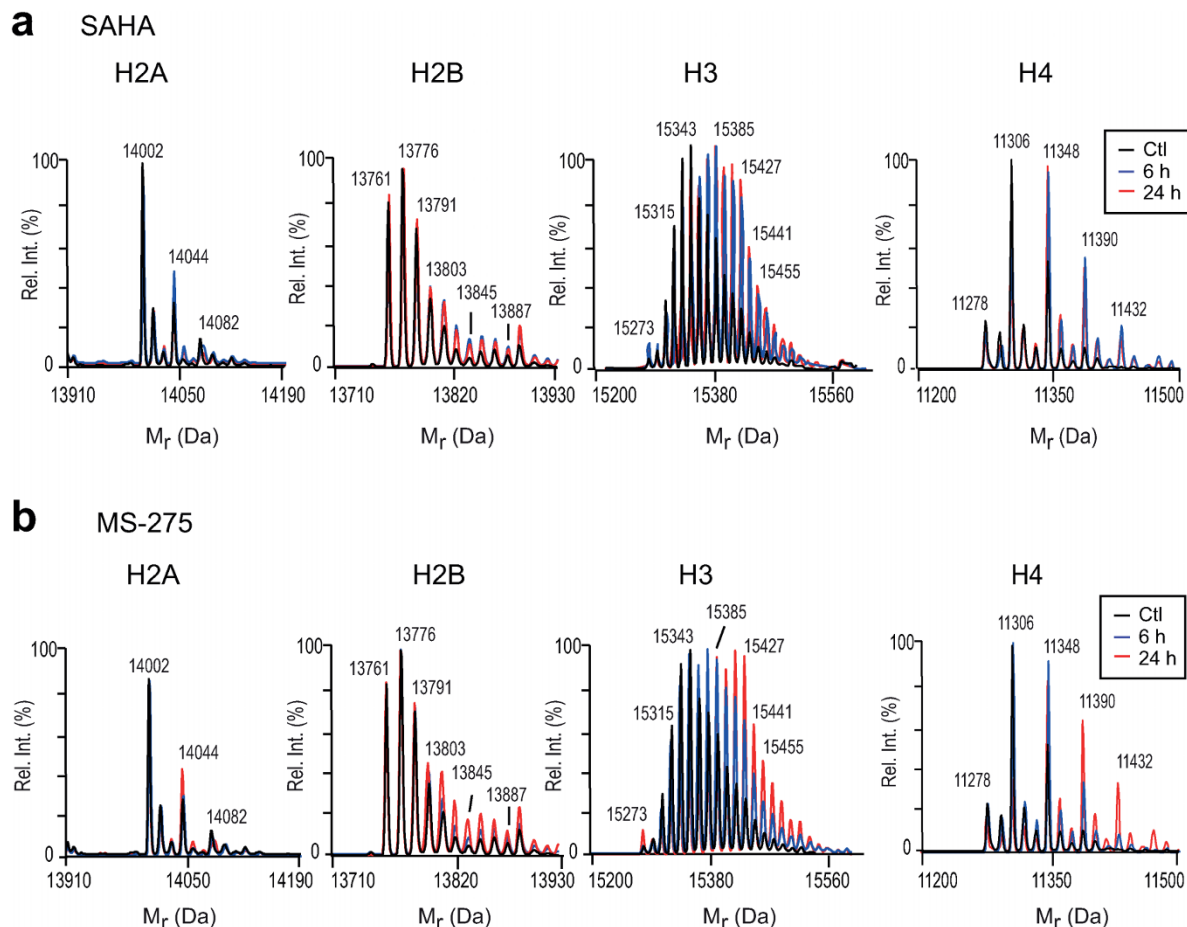 a SAHA
H2A H2B H3 H4
Rel. Int. (%)
100
0
14002
14044
14082
13910 14050 14190
Mr (Da)
Rel. Int. (%)
100
0
13761
13776
13791
13803
13845
13887
13710 13820 13930
Mr (Da)
Rel. Int. (%)
100
0
15273
15315
15343
15385
15427
15441
15455
15200 15380 15560
Mr (Da)
Rel. Int. (%)
100
0
11278
11306
11348
11390
11432
11200 11350 11500
Mr (Da)
Ctl
6 h
24 h
b MS-275
H2A H2B H3 H4
Rel. Int. (%)
100
0
14002
14044
14082
13910 14050 14190
Mr (Da)
Rel. Int. (%)
100
0
13761
13776
13791
13803
13845
13887
13710 13820 13930
Mr (Da)
Rel. Int. (%)
100
0
15273
15315
15343
15385
15427
15441
15455
15200 15380 15560
Mr (Da)
Rel. Int. (%)
100
0
11278
11306
11348
11390
11432
11200 11350 11500
Mr (Da)
Ctl
6 h
24 h